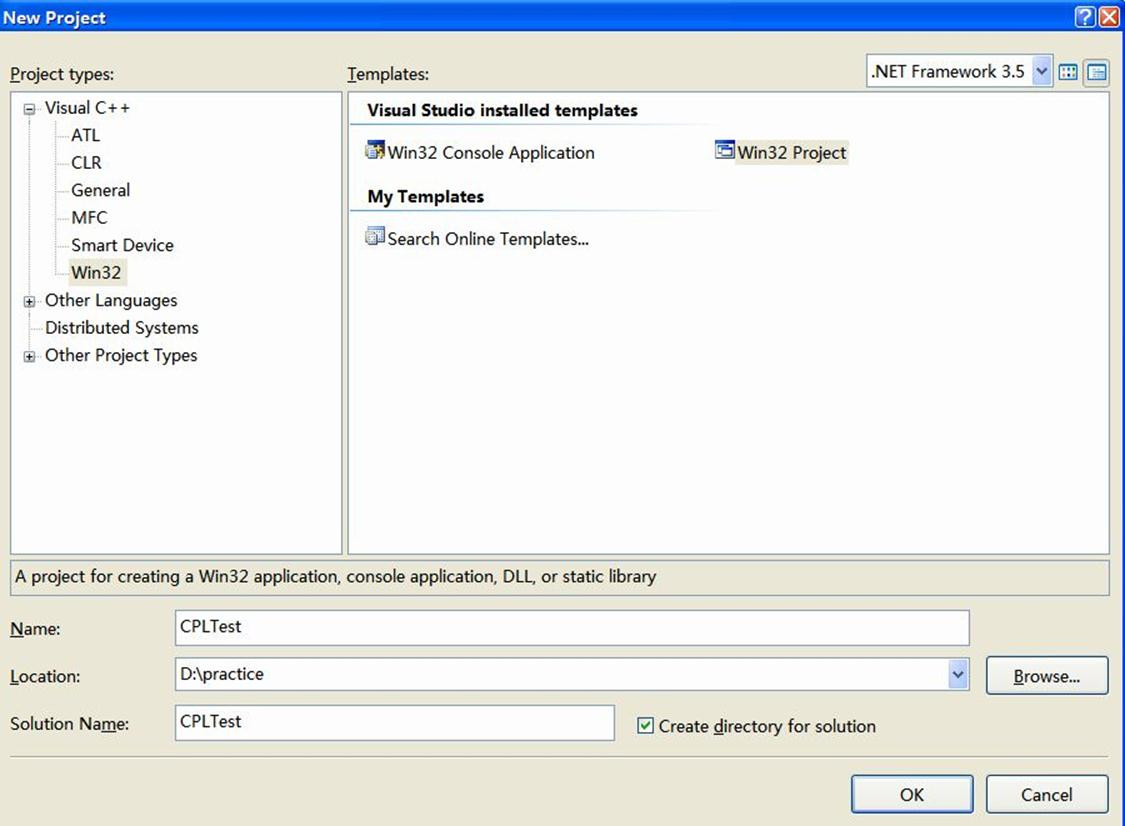 New Project
Project types:
Templates:
.NET Framework 3.5
Visual C++
ATL
CLR
General
MFC
Smart Device
Win32
Other Languages
Distributed Systems
Other Project Types
Visual Studio installed templates
Win32 Console Application
Win32 Project
My Templates
Search Online Templates...
A project for creating a Win32 application, console application, DLL, or static library
Name:
CPLTest
Location:
D:\practice
Browse...
Solution Name:
CPLTest
Create directory for solution
OK
Cancel